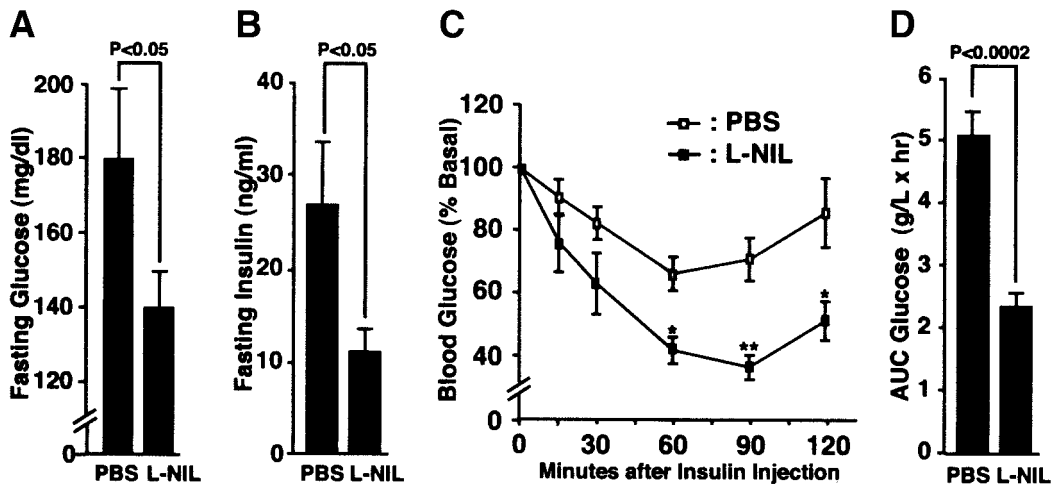 A
P<0.05
Fasting Glucose (mg/dl)
200
180
160
140
120
0
PBS L-NIL
B
P<0.05
Fasting Insulin (ng/ml)
40
30
20
10
0
PBS L-NIL
C
Blood Glucose (% Basal)
120
100
80
60
40
0
: PBS
: L-NIL
*
**
*
0 30 60 90 120
Minutes after Insulin Injection
D
P<0.0002
AUC Glucose (g/L x hr)
6
5
4
3
2
1
0
PBS L-NIL